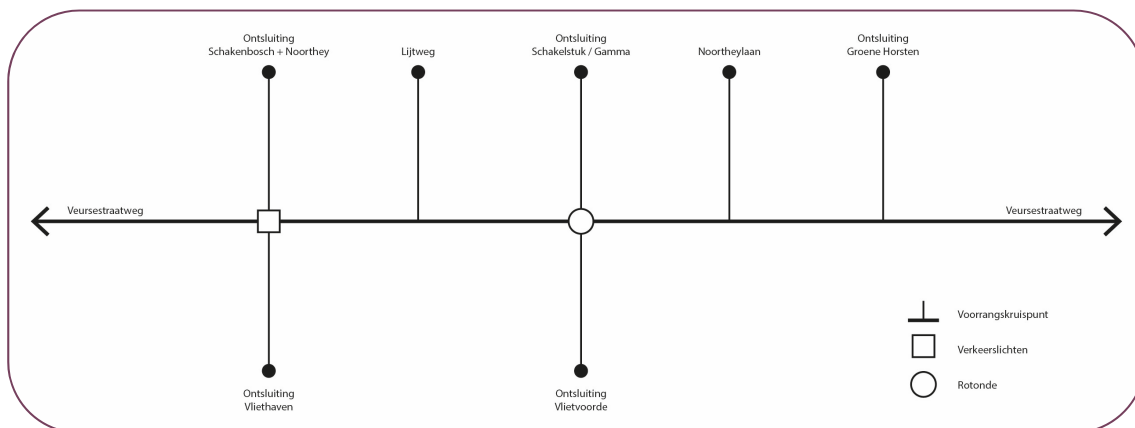 Ontsluiting
Schakenbosch + Noorthey
Lijtweg
Ontsluiting
Schakelstuk / Gamma
Noortheylaan
Ontsluiting
Groene Horsten
Veursestraatweg
Veursestraatweg
Ontsluiting
Vliethaven
Ontsluiting
Vlietvoorde
Voorrangskruispunt
Verkeerslichten
Rotonde